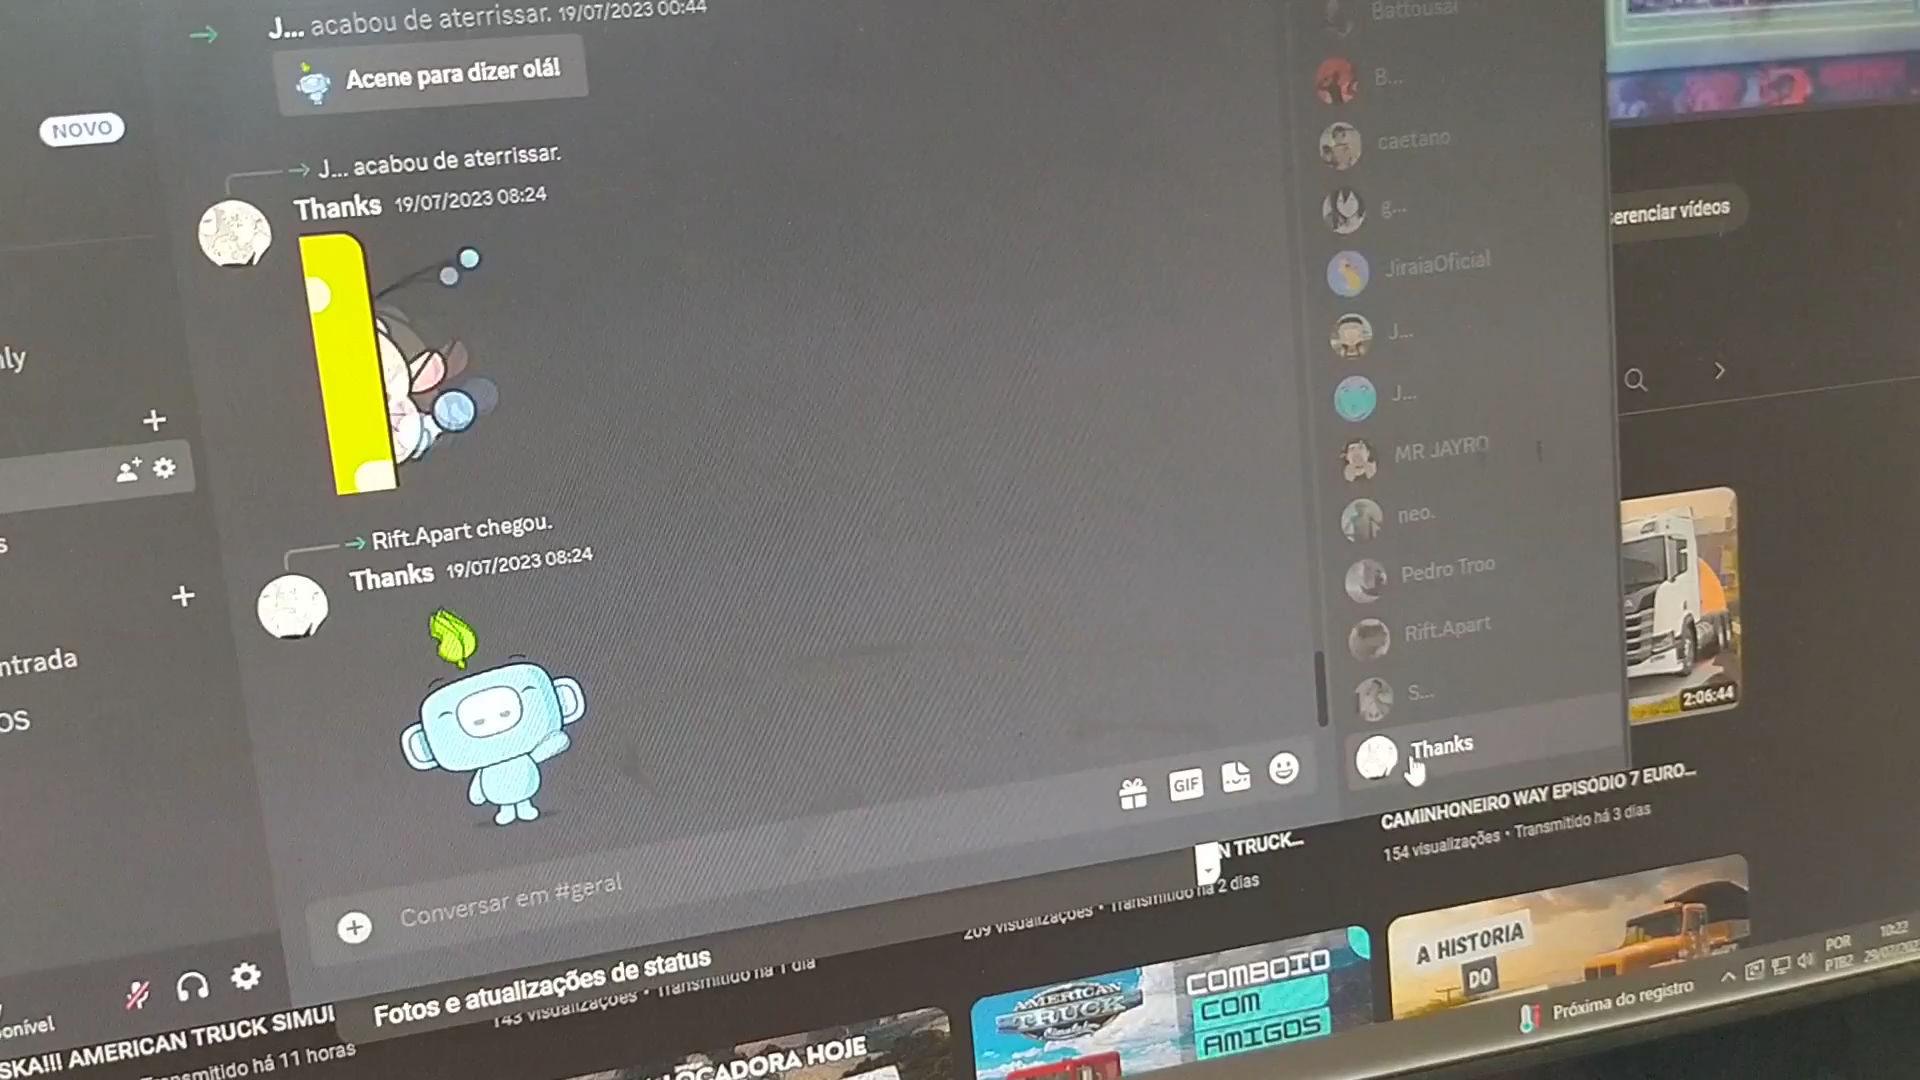 J... acabou de aterrissar. 19/07/2023 00:44
Acene para dizer olá!
NOVO
J... acabou de aterrissar.
Thanks 19/07/2023 08:24
Rift.Apart chegou.
Thanks 19/07/2023 08:24
Conversar em #geral
GIF
Battousai
B...
caetano
g...
JiraiaOficial
J...
J...
MR JAYRO
neo.
Pedro Troo
Rift.Apart
S...
Thanks
erenciar vídeos
2:06:44
CAMINHONEIRO WAY EPISÓDIO 7 EURO...
154 visualizações • Transmitido há 3 dias
N TRUCK...
209 visualizações • Transmitido há 2 dias
Fotos e atualizações de status
143 visualizações • Transmitido há 1 dia
SKA!!! AMERICAN TRUCK SIMUL
Transmitido há 11 horas
LOCADORA HOJE
AMERICAN
TRUCK
Simulator
COMBOIO
COM
AMIGOS
A HISTORIA
DO
Próxima do registro
POR
PTB2
10:22
ntrada
os
onível